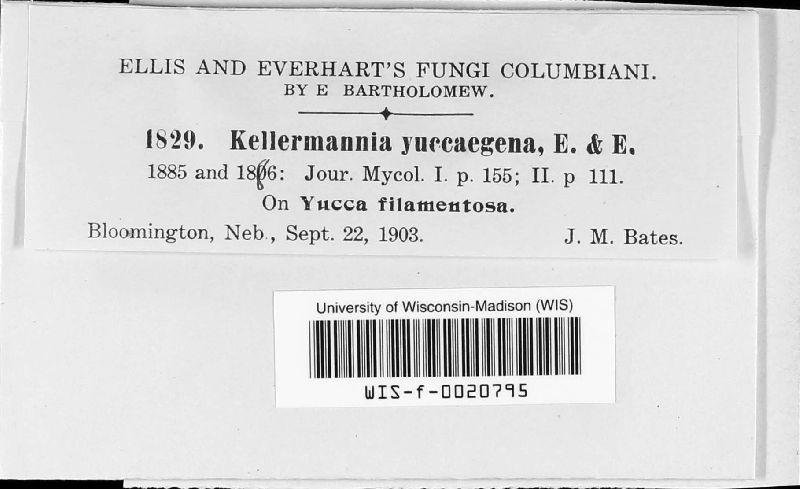 ELLIS AND EVERHART'S FUNGI COLUMBIANI.
BY E BARTHOLOMEW.
1829. Kellermannia yuccaegena, E. & E.
1885 and 1886: Jour. Mycol. I. p. 155; II. p 111.
On Yucca filamentosa.
Bloomington, Neb., Sept. 22, 1903. J. M. Bates.
University of Wisconsin-Madison (WIS)
WIS-f-0020795